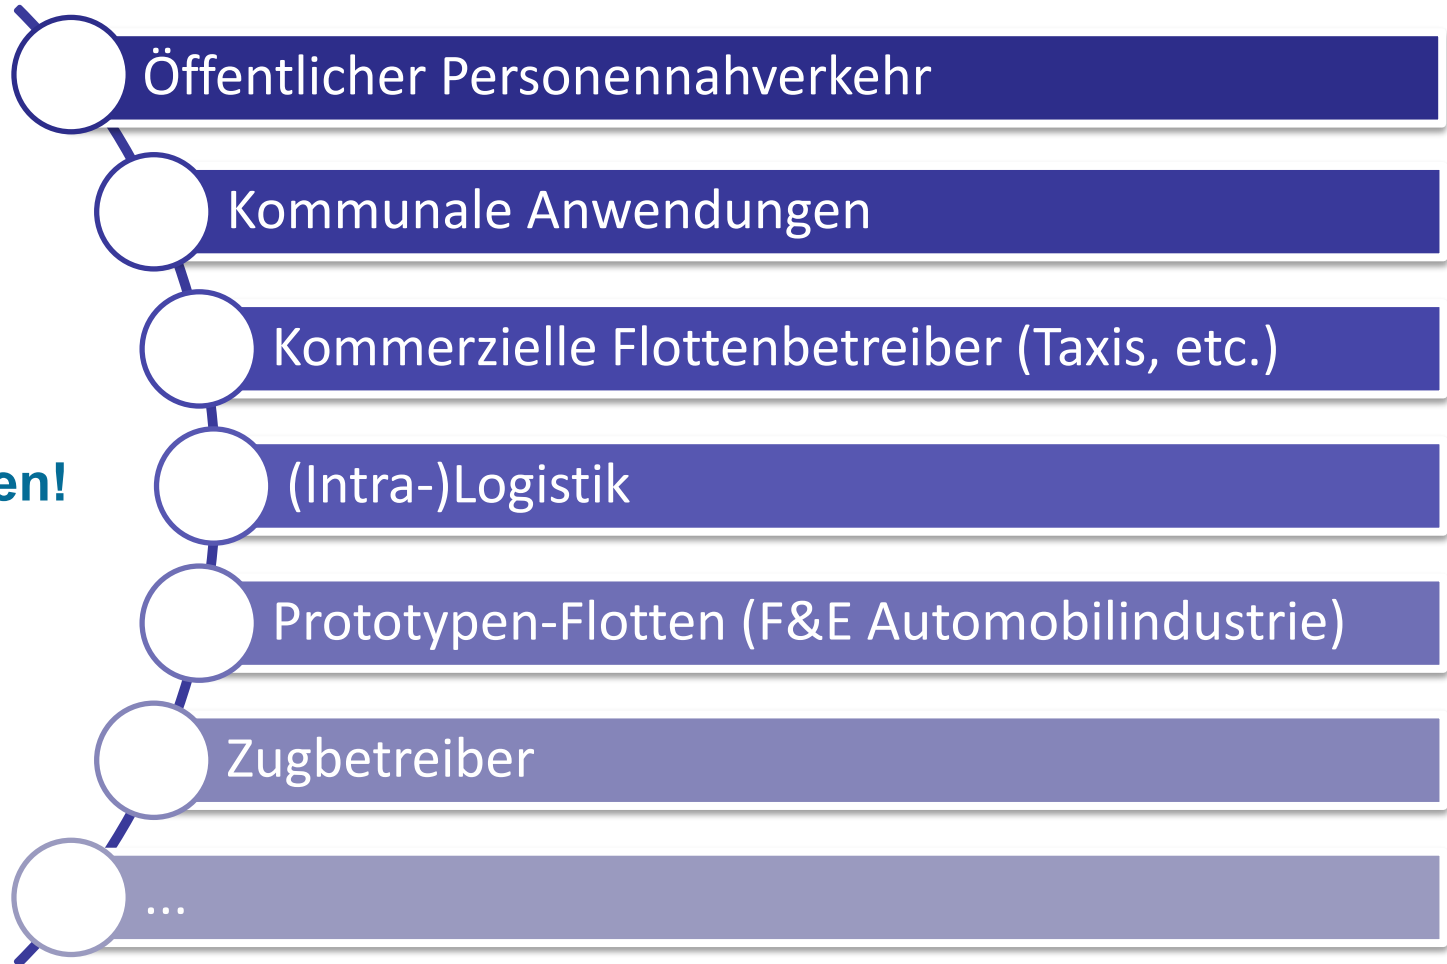 Öffentlicher Personennahverkehr
Kommunale Anwendungen
Kommerzielle Flottenbetreiber (Taxis, etc.)
en!
(Intra-)Logistik
Prototypen-Flotten (F&E Automobilindustrie)
Zugbetreiber
...